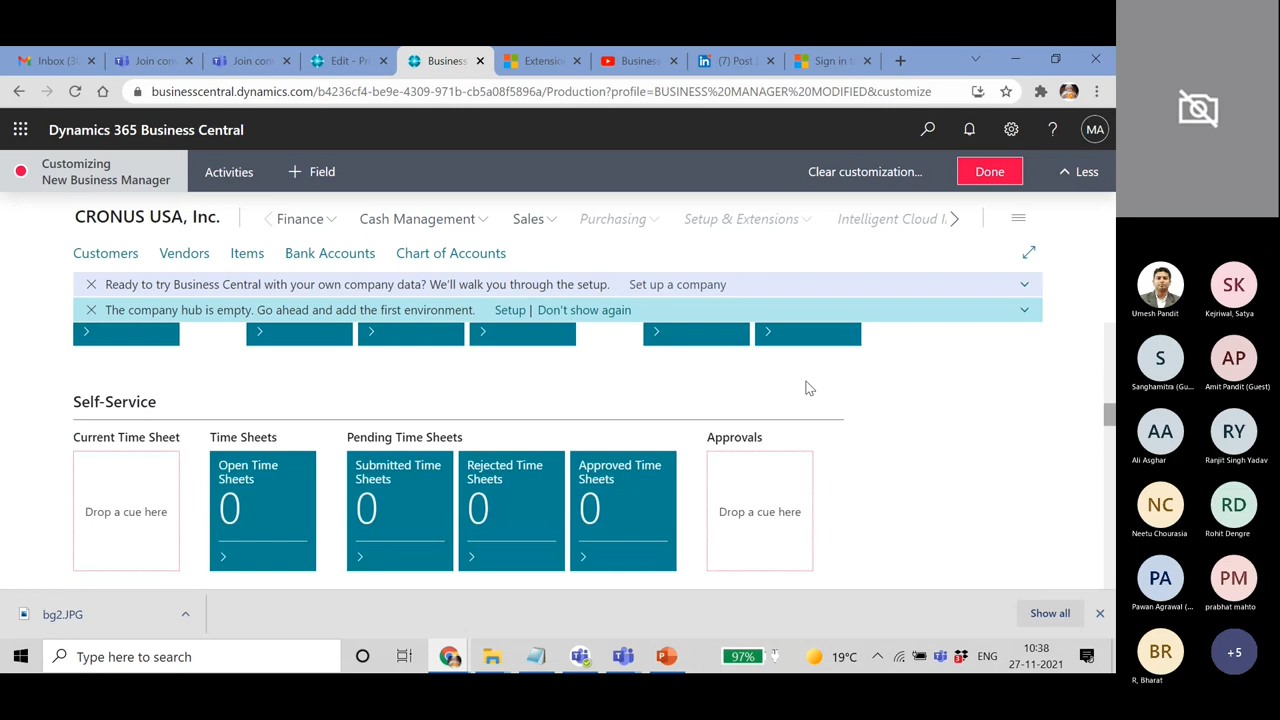 Inbox (3
Join con
Join con
Edit - Pri
Business
Extension
Business
(7) Post
Sign in t
businesscentral.dynamics.com/b4236cf4-be9e-4309-971b-cb5a08f5896a/Production?profile=BUSINESS%20MANAGER%20MODIFIED&customize
Dynamics 365 Business Central
MA
Customizing
New Business Manager
Activities
+ Field
Clear customization...
Done
Less
CRONUS USA, Inc.
Finance
Cash Management
Sales
Purchasing
Setup & Extensions
Intelligent Cloud I.
Customers
Vendors
Items
Bank Accounts
Chart of Accounts
Ready to try Business Central with your own company data? We'll walk you through the setup. Set up a company
The company hub is empty. Go ahead and add the first environment. Setup | Don't show again
Self-Service
Current Time Sheet
Time Sheets
Pending Time Sheets
Approvals
Drop a cue here
Open Time
Sheets
0
Submitted Time
Sheets
0
Rejected Time
Sheets
0
Approved Time
Sheets
0
Drop a cue here
bg2.JPG
Show all
Type here to search
97%
19°C
ENG
10:38
27-11-2021
Umesh Pandit
SK
Kejriwal, Satya
S
Sanghamitra (Gu...
AP
Amit Pandit (Guest)
AA
Ali Asghar
RY
Ranjit Singh Yadav
NC
Neetu Chourasia
RD
Rohit Dengre
PA
Pawan Agrawal (...
PM
prabhat mahto
BR
R, Bharat
+5